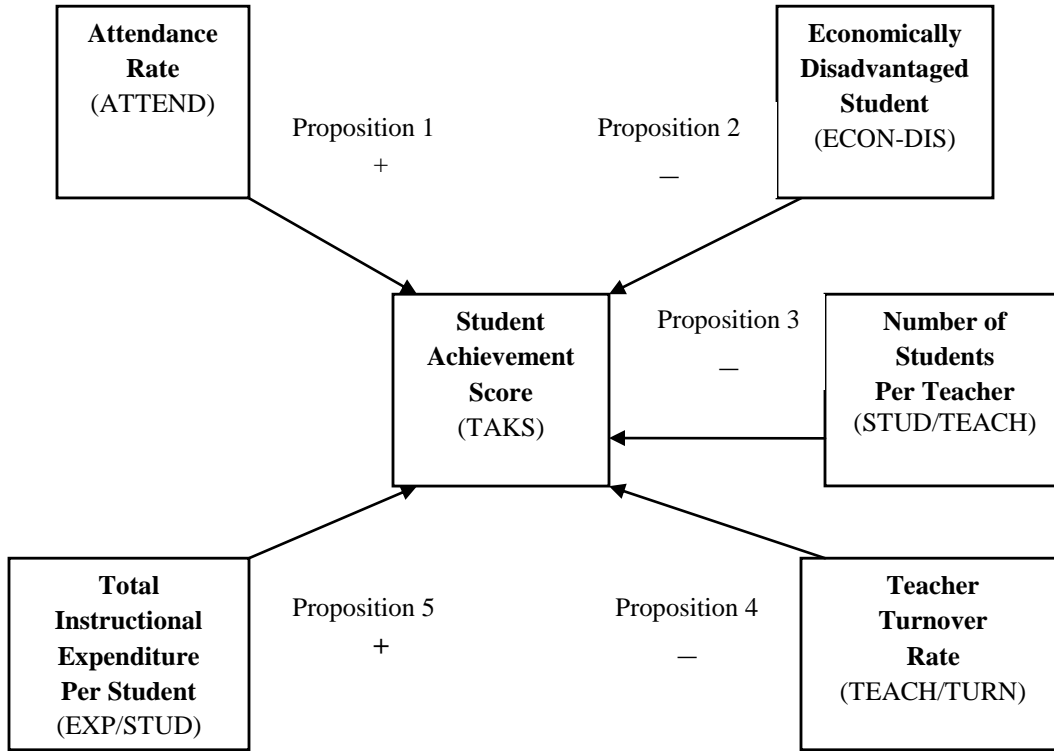 Attendance
Rate
(ATTEND)
Economically
Disadvantaged
Student
(ECON-DIS)
Proposition 1
+
Proposition 2
—
Student
Achievement
Score
(TAKS)
Proposition 3
—
Number of
Students
Per Teacher
(STUD/TEACH)
Total
Instructional
Expenditure
Per Student
(EXP/STUD)
Proposition 5
+
Proposition 4
—
Teacher
Turnover
Rate
(TEACH/TURN)